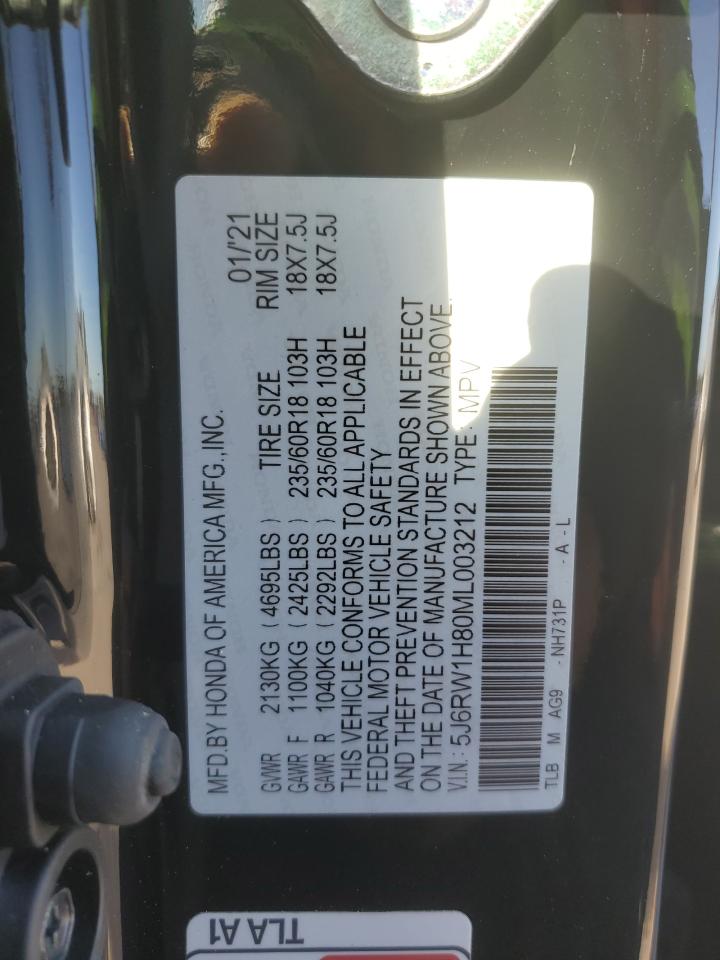 MFD.BY HONDA OF AMERICA MFG.,INC. 01/'21
GVWR 2130KG ( 4695LBS ) TIRE SIZE RIM SIZE
GAWR F 1100KG ( 2425LBS ) 235/60R18 103H 18X7.5J
GAWR R 1040KG ( 2292LBS ) 235/60R18 103H 18X7.5J
THIS VEHICLE CONFORMS TO ALL APPLICABLE
FEDERAL MOTOR VEHICLE SAFETY
AND THEFT PREVENTION STANDARDS IN EFFECT
ON THE DATE OF MANUFACTURE SHOWN ABOVE.
V.I.N.: 5J6RW1H80ML003212 TYPE: MPV
TLB M AG9 - NH731P - A - L
TLA A1